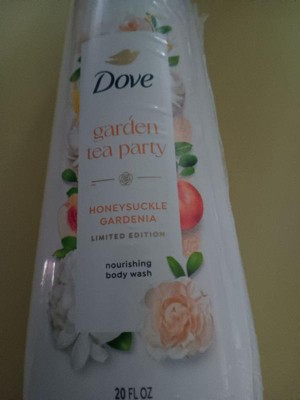 Dove
garden
tea party
HONEYSUCKLE
GARDENIA
LIMITED EDITION
nourishing
body wash
20 FL OZ